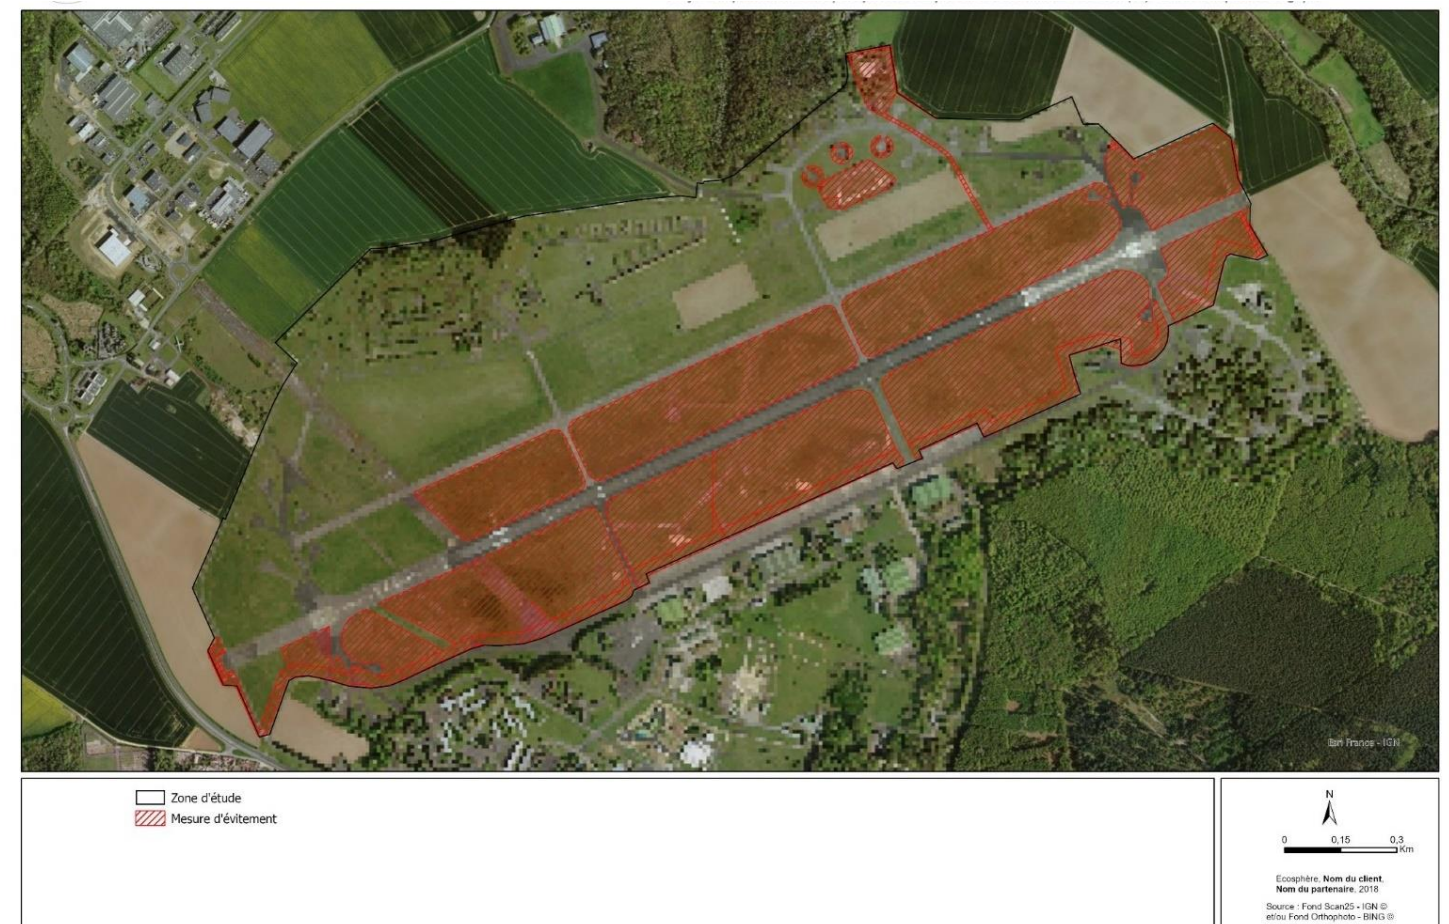 Esri France - IGN
Zone d'étude
Mesure d'évitement
N
0 0,15 0,3
Km
Ecosphère, Nom du client,
Nom du partenaire, 2018
Source : Fond Scan25 - IGN ©
et/ou Fond Orthophoto - BING ©